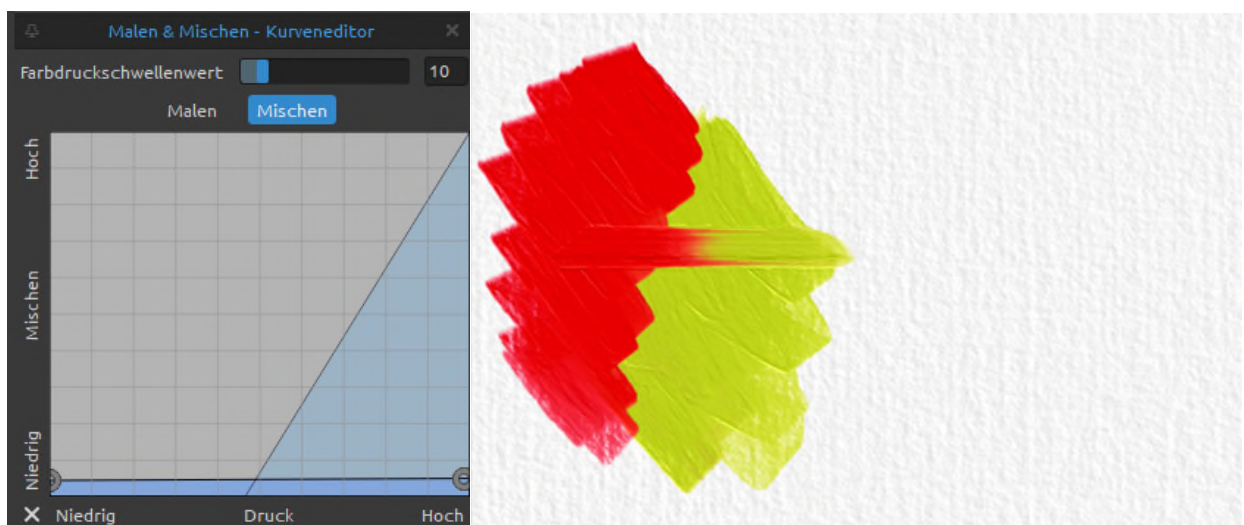 Malen & Mischen - Kurveneditor
Farbdruckschwellenwert 10
Malen Mischen
Hoch
Mischen
Niedrig
Niedrig Druck Hoch